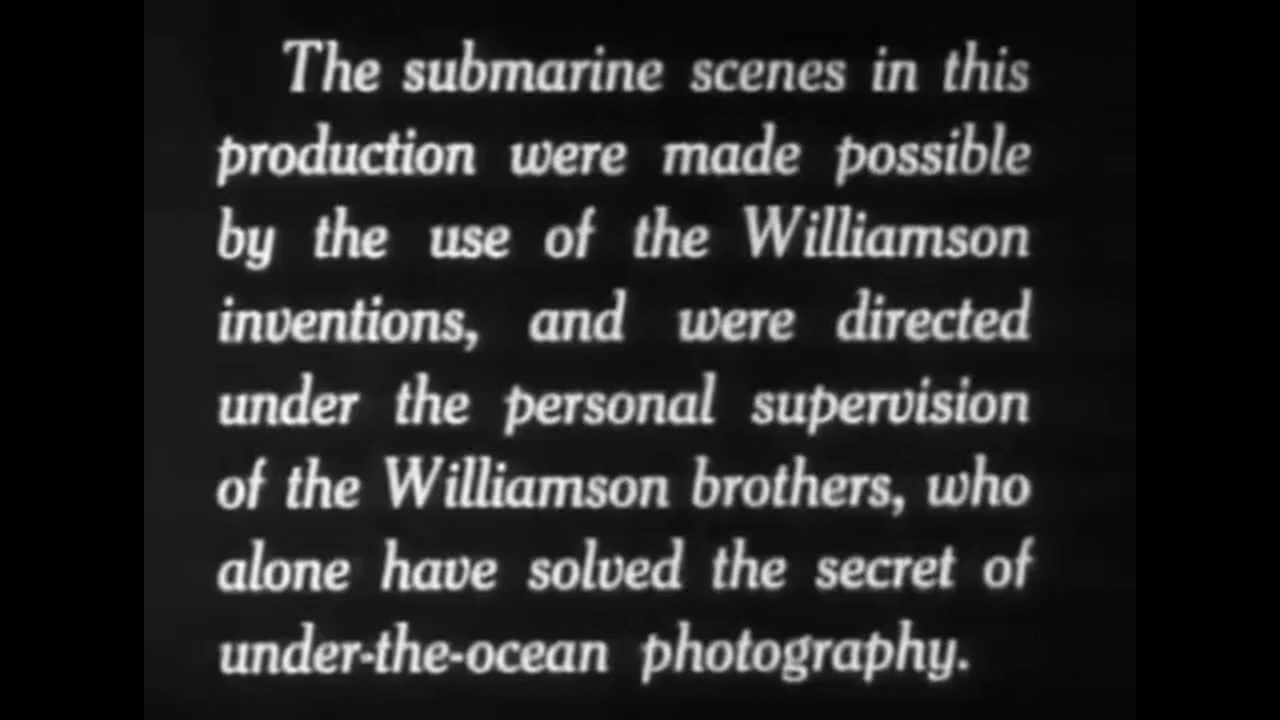 The submarine scenes in this
production were made possible
by the use of the Williamson
inventions, and were directed
under the personal supervision
of the Williamson brothers, who
alone have solved the secret of
under-the-ocean photography.